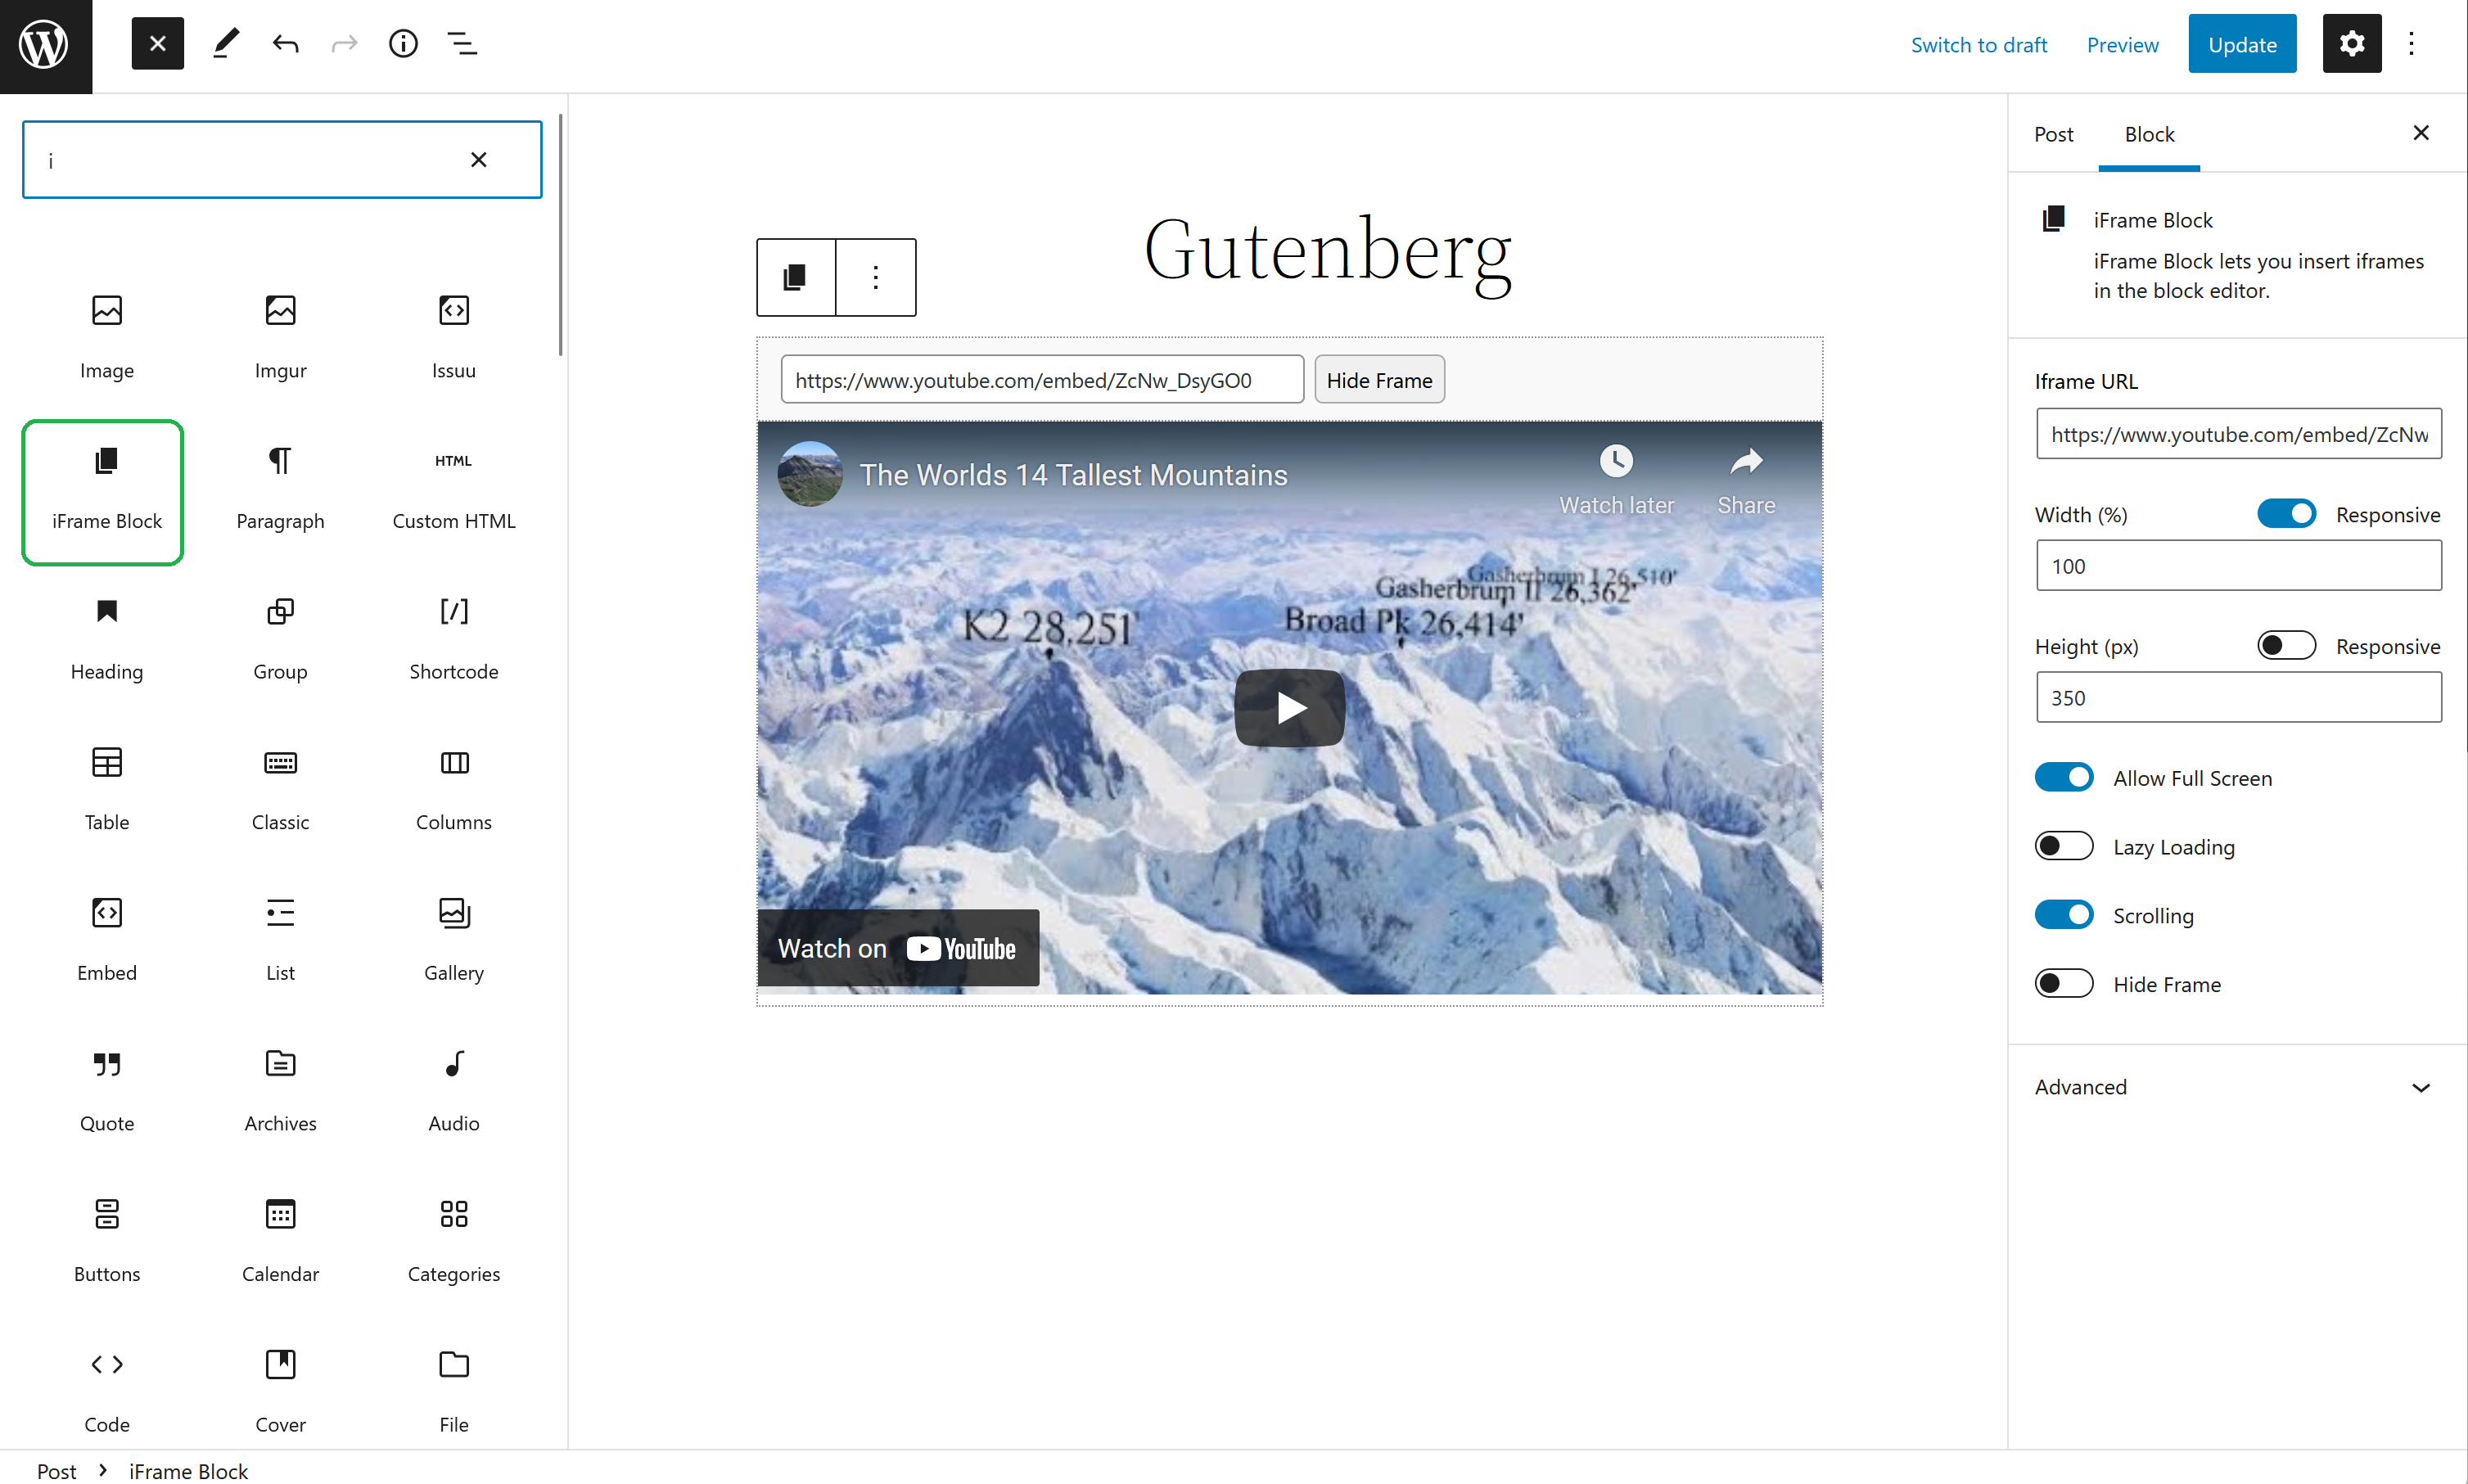 Switch to draft
Preview
Update
i
Image
Imgur
Issuu
iFrame Block
Paragraph
HTML
Custom HTML
Heading
Group
Shortcode
Table
Classic
Columns
Embed
List
Gallery
Quote
Archives
Audio
Buttons
Calendar
Categories
Code
Cover
File
Gutenberg
https://www.youtube.com/embed/ZcNw_DsyGO0
Hide Frame
The Worlds 14 Tallest Mountains
Watch later
Share
Gasherbrum I 26,510'
Gasherbrum II 26,362'
K2 28,251'
Broad Pk 26,414'
Watch on YouTube
Post
Block
iFrame Block
iFrame Block lets you insert iframes
in the block editor.
Iframe URL
https://www.youtube.com/embed/ZcNw
Width (%)
Responsive
100
Height (px)
Responsive
350
Allow Full Screen
Lazy Loading
Scrolling
Hide Frame
Advanced
Post
iFrame Block